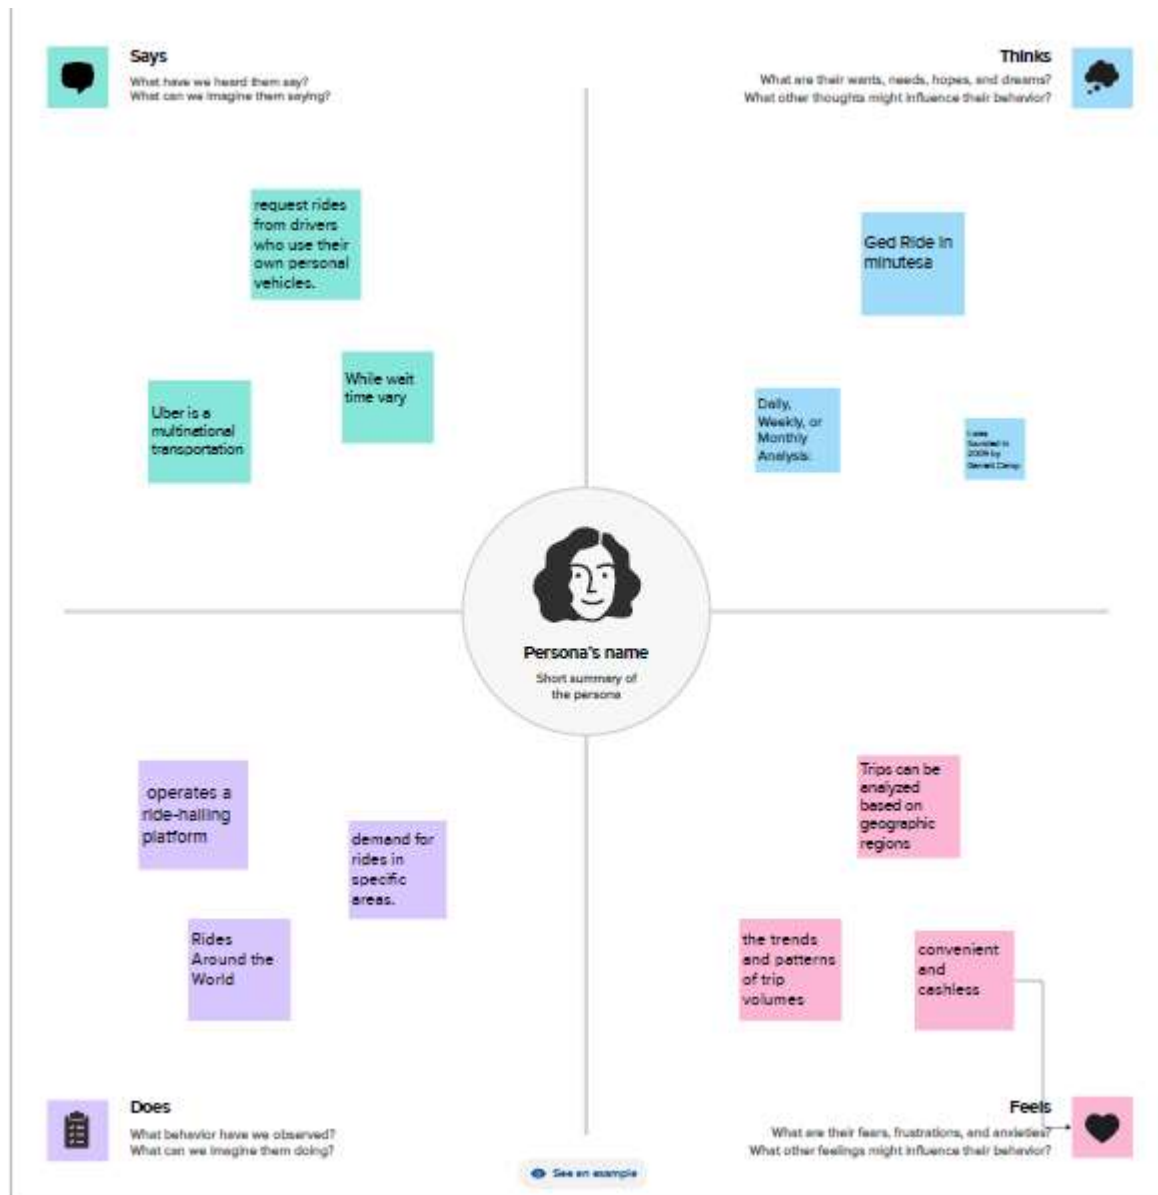 Says
What have we heard them say?
What can we imagine them saying?
Thinks
What are their wants, needs, hopes, and dreams?
What other thoughts might influence their behavior?
request rides
from drivers
who use their
own personal
vehicles.
While wait
time vary
Uber is a
multinational
transportation
Ged Ride in
minutesa
Daily,
Weekly, or
Monthly
Analysis:
founded in
2009 by
Garrett Camp
Persona's name
Short summary of
the persona
operates a
ride-hailing
platform
demand for
rides in
specific
areas.
Rides
Around the
World
Trips can be
analyzed
based on
geographic
regions
the trends
and patterns
of trip
volumes
convenient
and
cashless
Does
What behavior have we observed?
What can we imagine them doing?
Feels
What are their fears, frustrations, and anxieties?
What other feelings might influence their behavior?
See an example